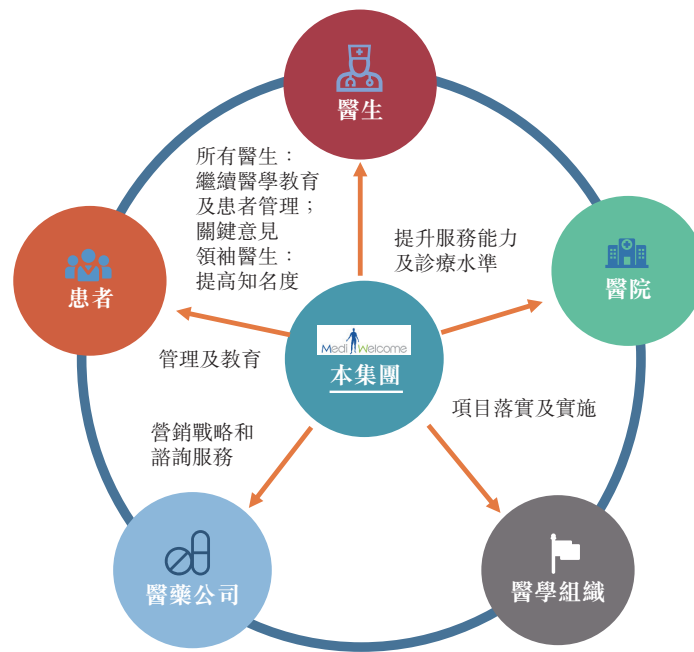 醫生
所有醫生：
繼續醫學教育
及患者管理；
關鍵意見
領袖醫生：
提高知名度
提升服務能力
及診療水準
患者
醫院
Medi Welcome
本集團
管理及教育
項目落實及實施
營銷戰略和
諮詢服務
醫藥公司
醫學組織